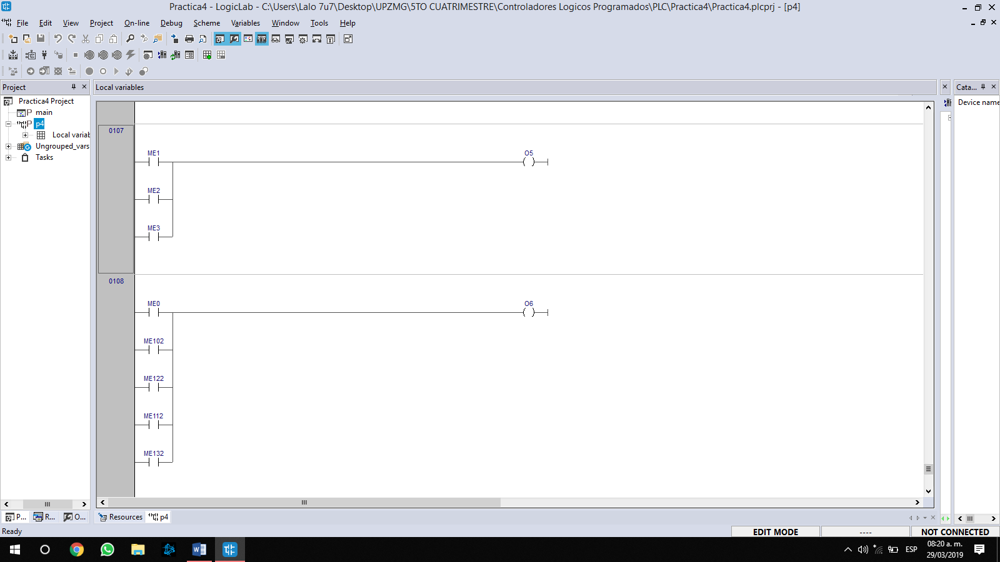 Practica4 - LogicLab - C:\Users\Lalo 7u7\Desktop\UPZMG\5TO CUATRIMESTRE\Controladores Logicos Programados\PLC\Practica4\Practica4.plcprj - [p4]
File Edit View Project On-line Debug Scheme Variables Window Tools Help
Project
Local variables
Cata...
Practica4 Project
main
p4
Local variab
Ungrouped_vars
Tasks
Device name
0107
ME1
O5
ME2
ME3
0108
ME0
O6
ME102
ME122
ME112
ME132
P... R... O...
Resources p4
Ready
EDIT MODE
----
NOT CONNECTED
ESP
08:20 a. m.
29/03/2019